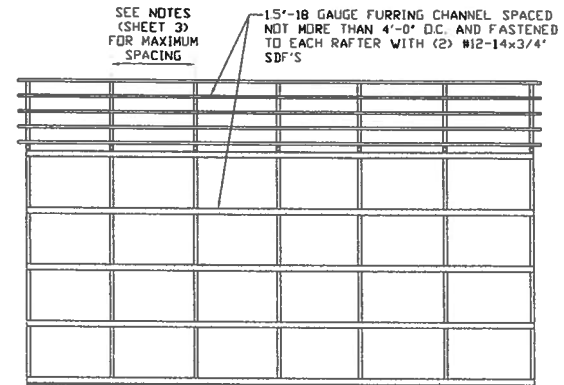 SEE NOTES
(SHEET 3)
FOR MAXIMUM
SPACING
1.5"-18 GAUGE FURRING CHANNEL SPACED
NOT MORE THAN 4'-0" O.C. AND FASTENED
TO EACH RAFTER WITH (2) #12-14x3/4"
SDF'S